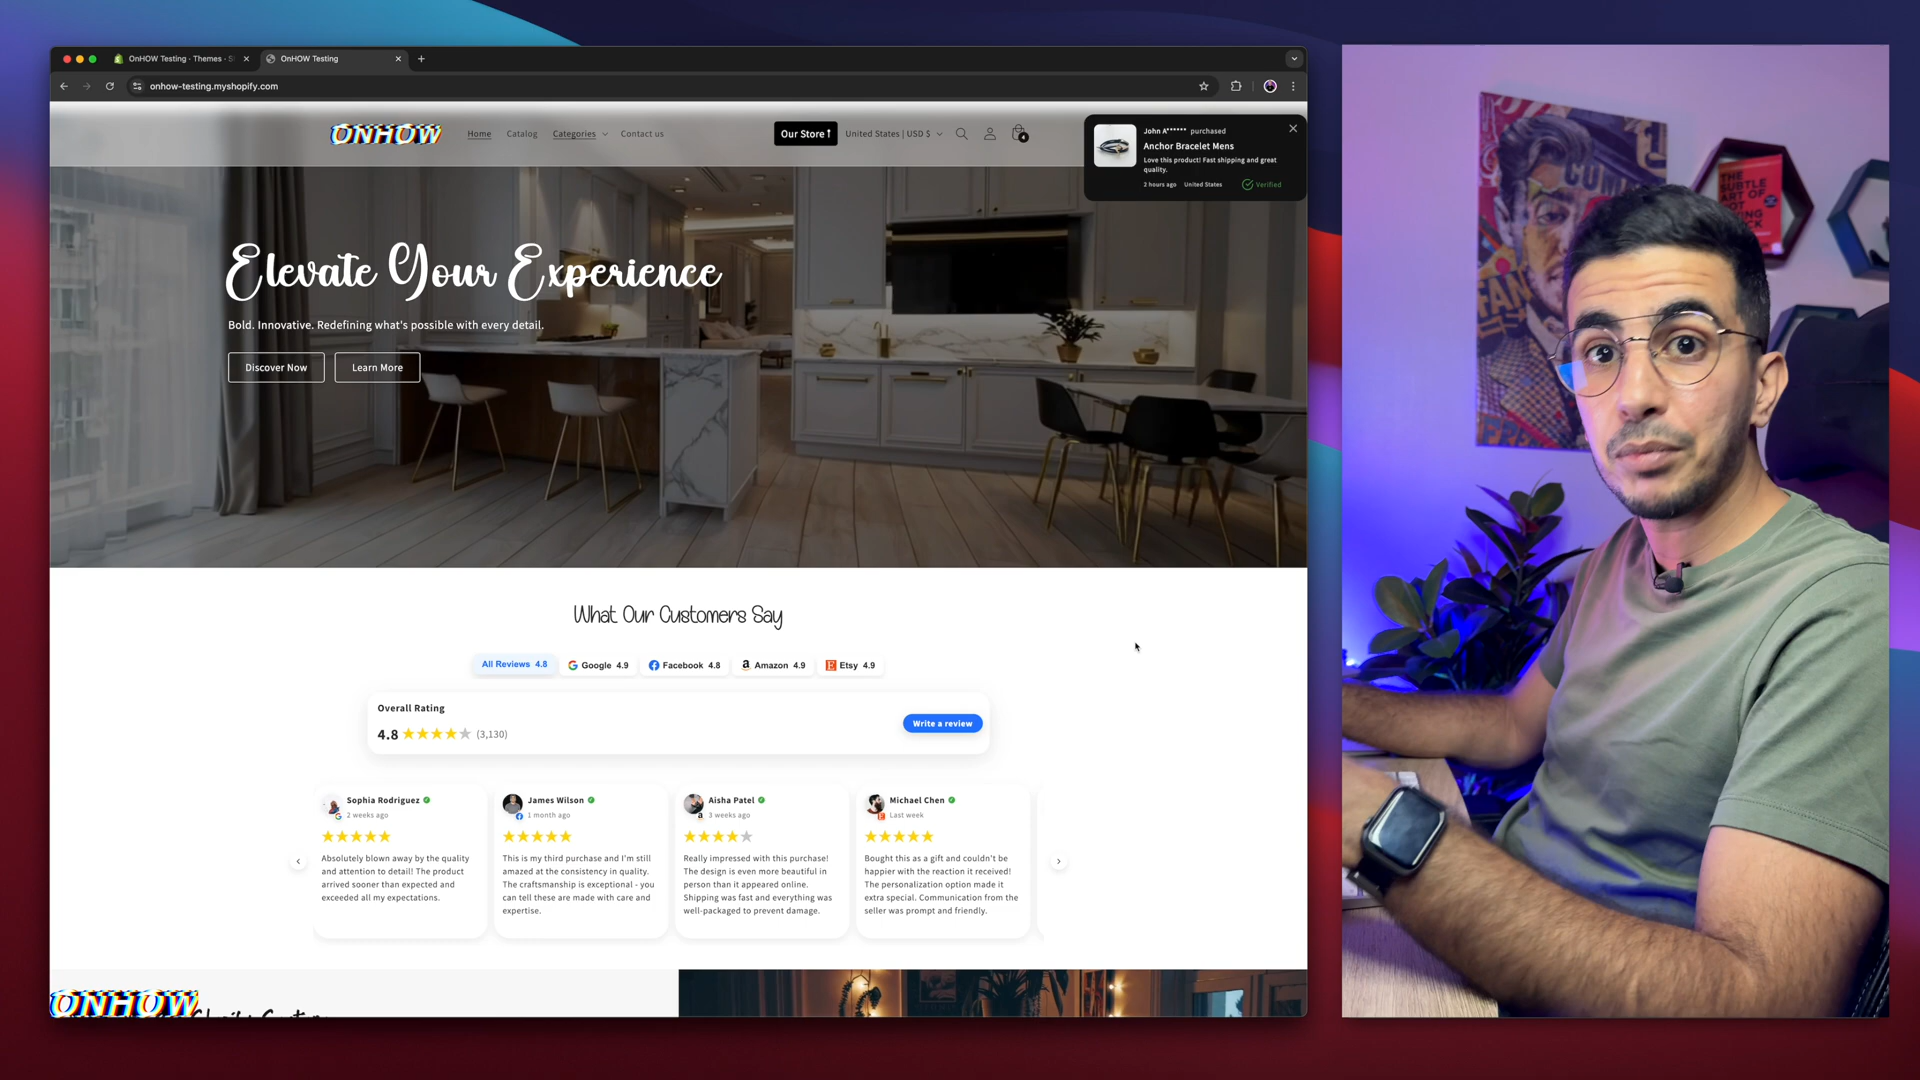 OnHOW Testing · Themes · S
OnHOW Testing
onhow-testing.myshopify.com
ONHOW
Home
Catalog
Categories
Contact us
Our Store
United States | USD $
4
John A****** purchased
Anchor Bracelet Mens
Love this product! Fast shipping and great
quality.
2 hours ago
United States
Verified
Elevate Your Experience
Bold. Innovative. Redefining what's possible with every detail.
Discover Now
Learn More
What Our Customers Say
All Reviews 4.8
Google 4.9
Facebook 4.8
Amazon 4.9
Etsy 4.9
Overall Rating
4.8
(3,130)
Write a review
Sophia Rodriguez
2 weeks ago
Absolutely blown away by the quality
and attention to detail! The product
arrived sooner than expected and
exceeded all my expectations.
James Wilson
1 month ago
This is my third purchase and I'm still
amazed at the consistency in quality.
The craftsmanship is exceptional - you
can tell these are made with care and
expertise.
Aisha Patel
3 weeks ago
Really impressed with this purchase!
The design is even more beautiful in
person than it appeared online.
Shipping was fast and everything was
well-packaged to prevent damage.
Michael Chen
Last week
Bought this as a gift and couldn't be
happier with the reaction it received!
The personalization option made it
extra special. Communication from the
seller was prompt and friendly.
ONHOW
THE
SUBTLE
ART OF